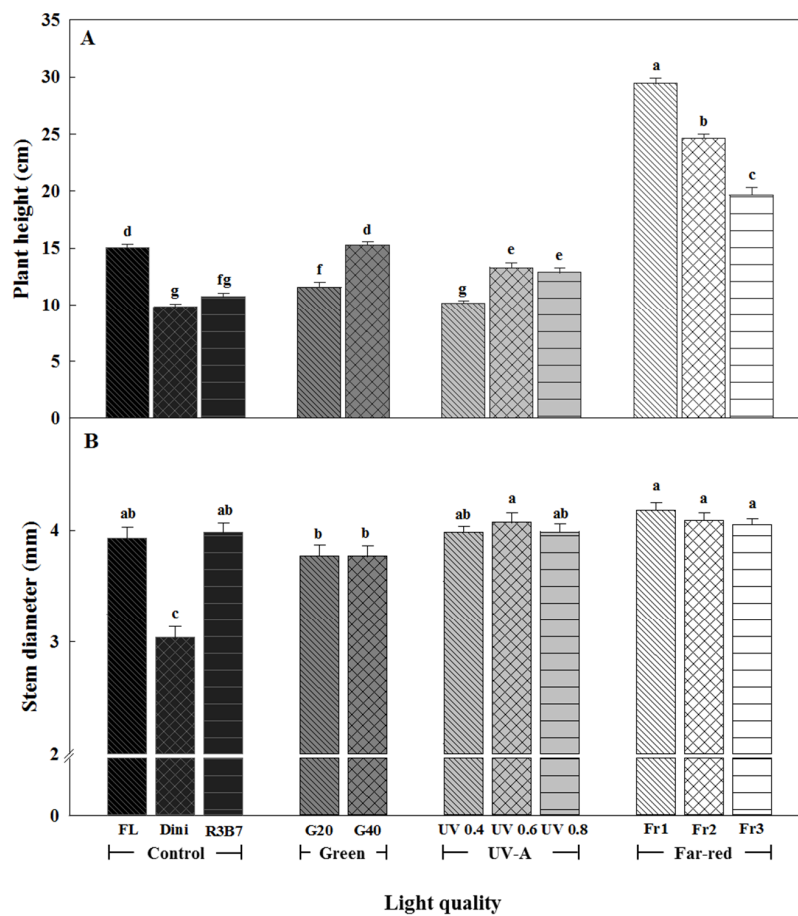 A
35
30
25
20
15
10
5
0
Plant height (cm)
d
g
fg
f
d
g
e
e
a
b
c
B
4
3
2
0
Stem diameter (mm)
ab
c
ab
b
b
ab
a
ab
a
a
a
FL Dini R3B7 G20 G40 UV 0.4 UV 0.6 UV 0.8 Fr1 Fr2 Fr3
Control Green UV-A Far-red
Light quality